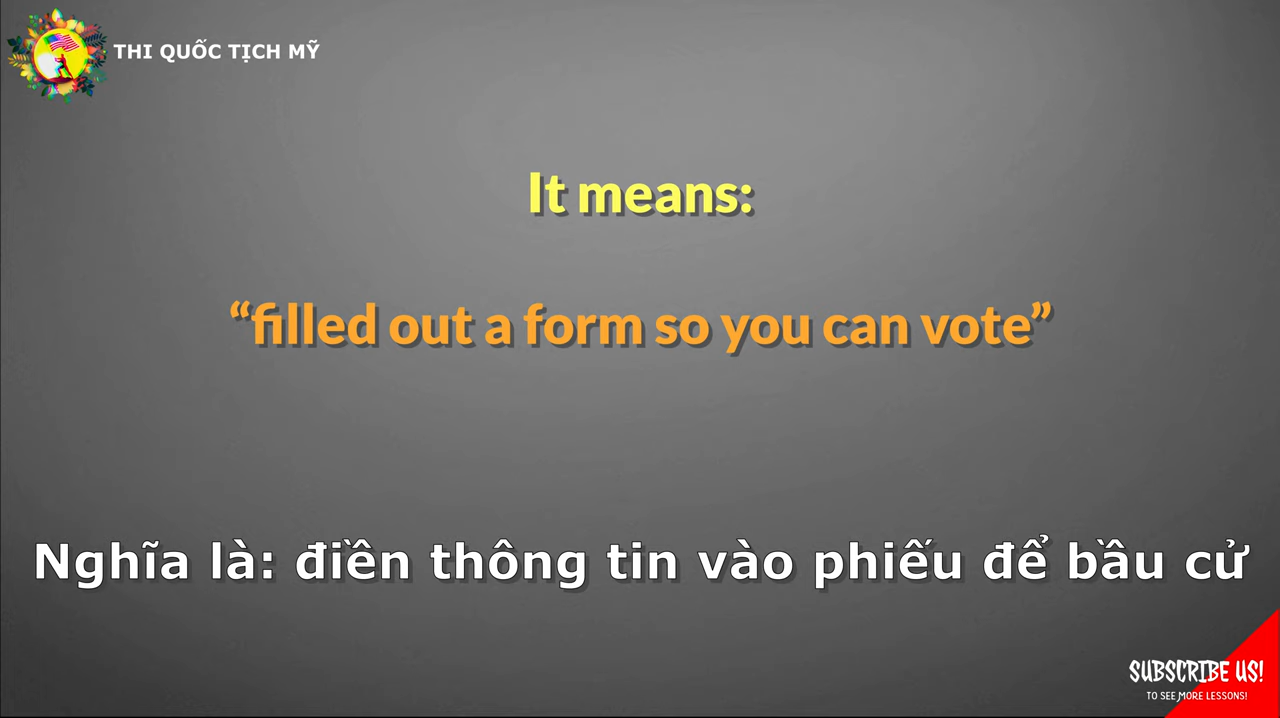 THI QUỐC TỊCH MỸ
It means:
“filled out a form so you can vote”
Nghĩa là: điền thông tin vào phiếu để bầu cử
SUBSCRIBE US!
TO SEE MORE LESSONS!